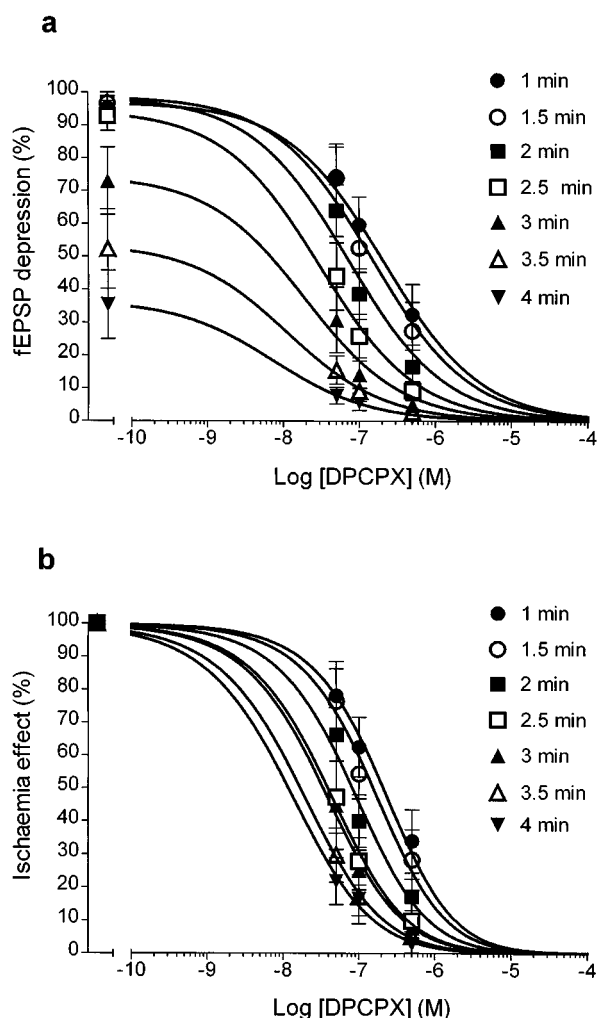 a
fEPSP depression (%)
100
90
80
70
60
50
40
30
20
10
0
-10 -9 -8 -7 -6 -5 -4
Log [DPCPX] (M)
1 min
1.5 min
2 min
2.5 min
3 min
3.5 min
4 min
b
Ischaemia effect (%)
100
90
80
70
60
50
40
30
20
10
0
-10 -9 -8 -7 -6 -5 -4
Log [DPCPX] (M)
1 min
1.5 min
2 min
2.5 min
3 min
3.5 min
4 min